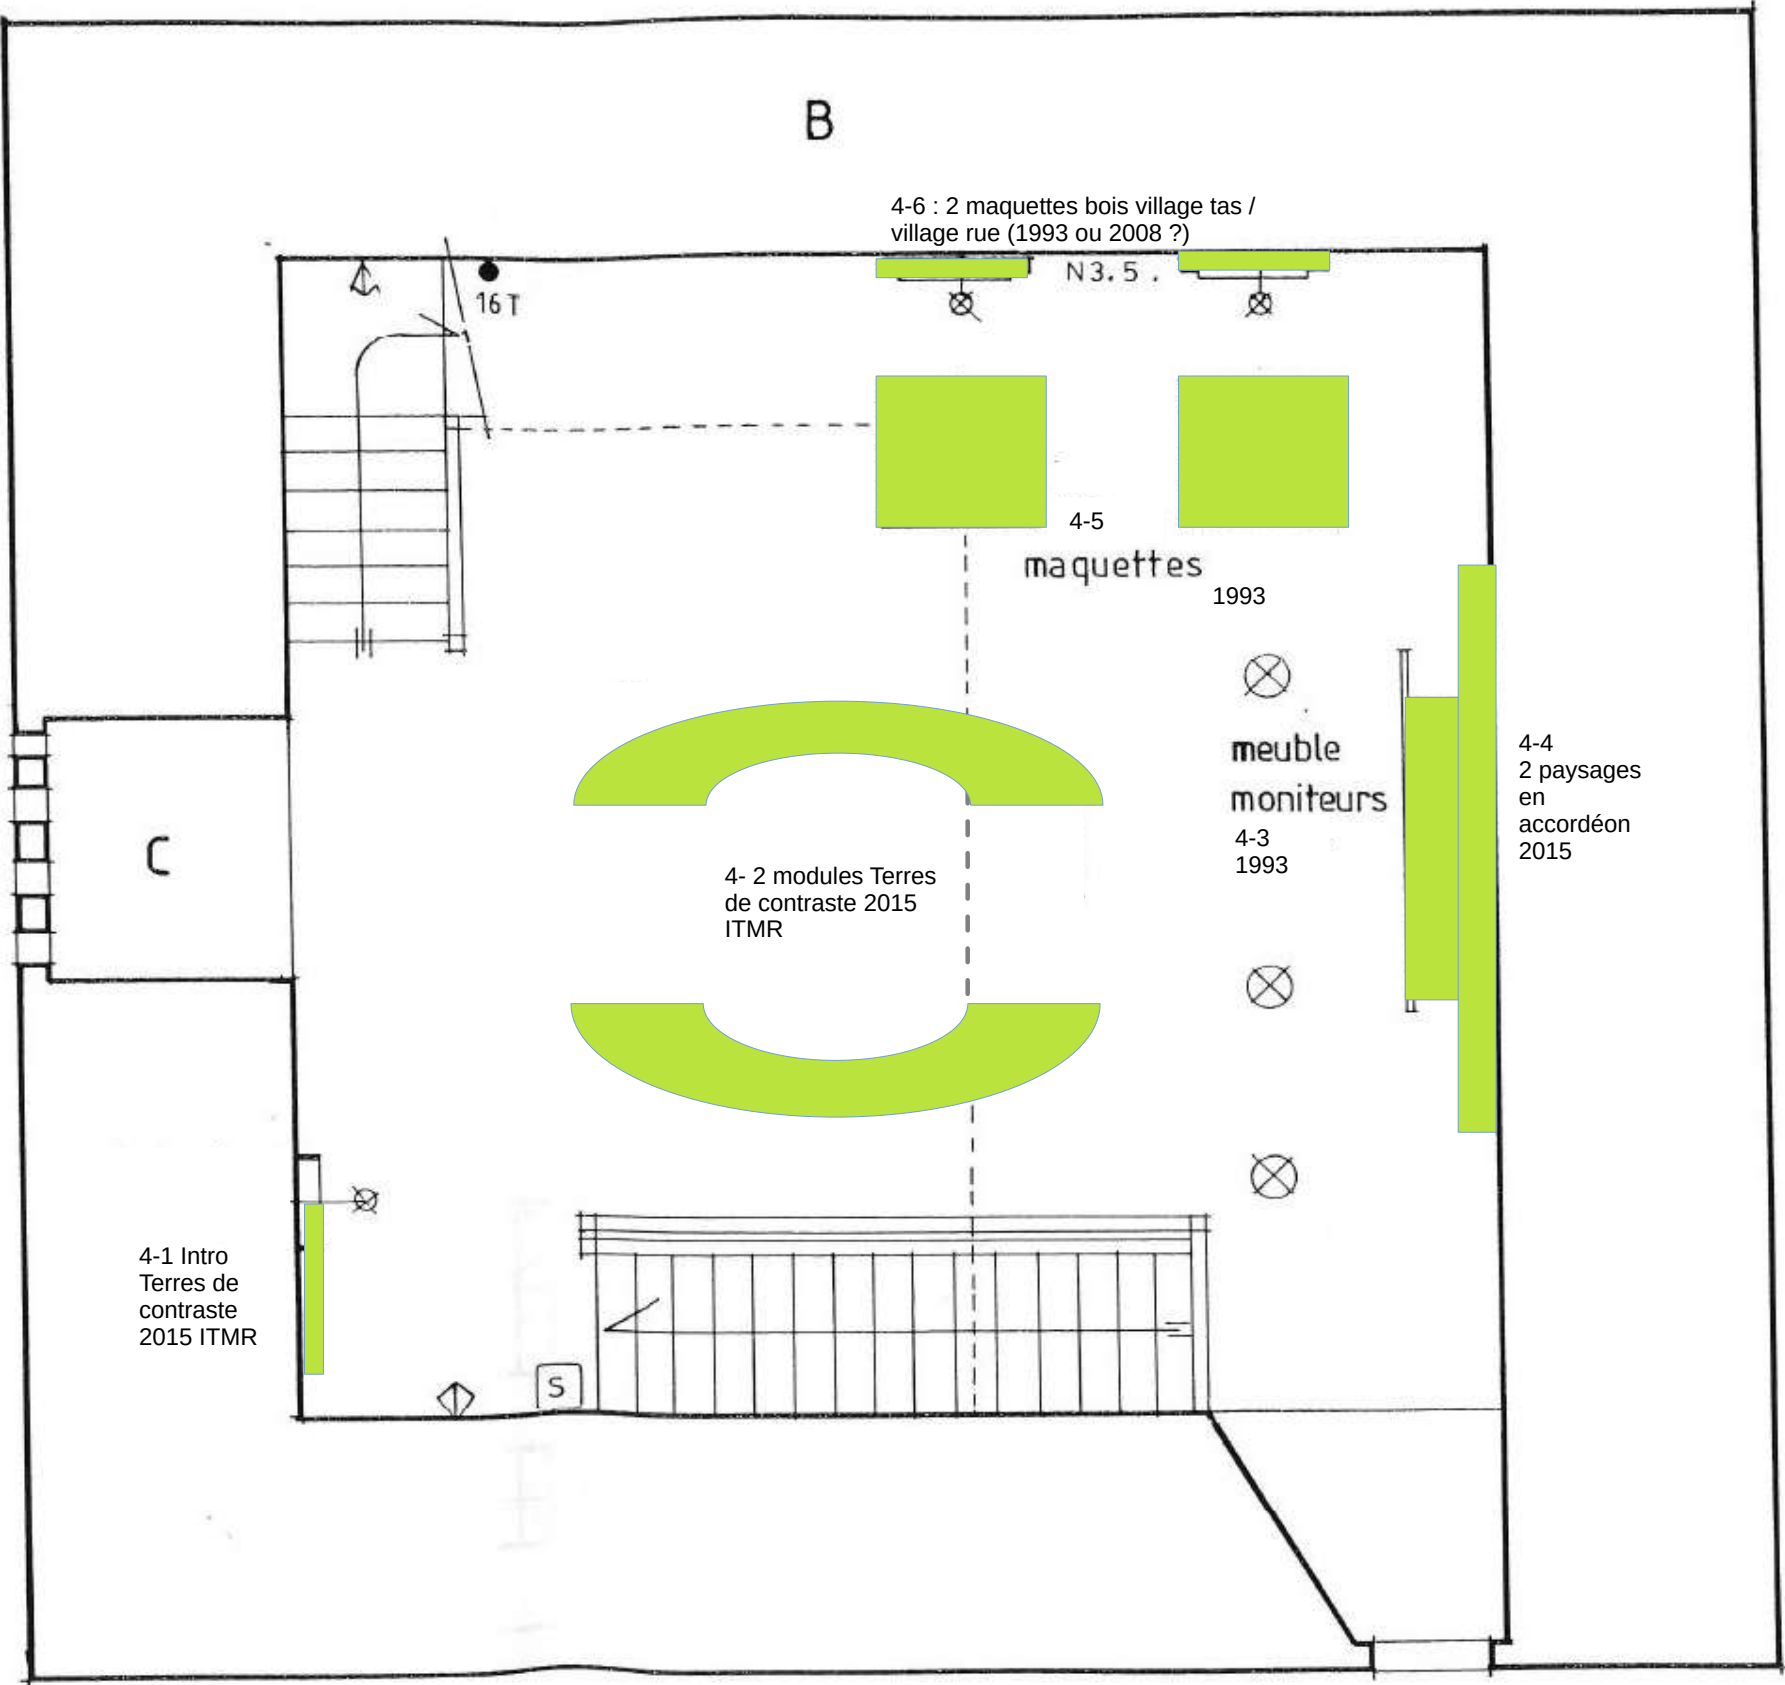 B
4-6 : 2 maquettes bois village tas /
village rue (1993 ou 2008 ?)
N3.5.
16T
4-5
maquettes
1993
meuble
moniteurs
4-3
1993
4-4
2 paysages
en
accordéon
2015
C
4- 2 modules Terres
de contraste 2015
ITMR
4-1 Intro
Terres de
contraste
2015 ITMR
S